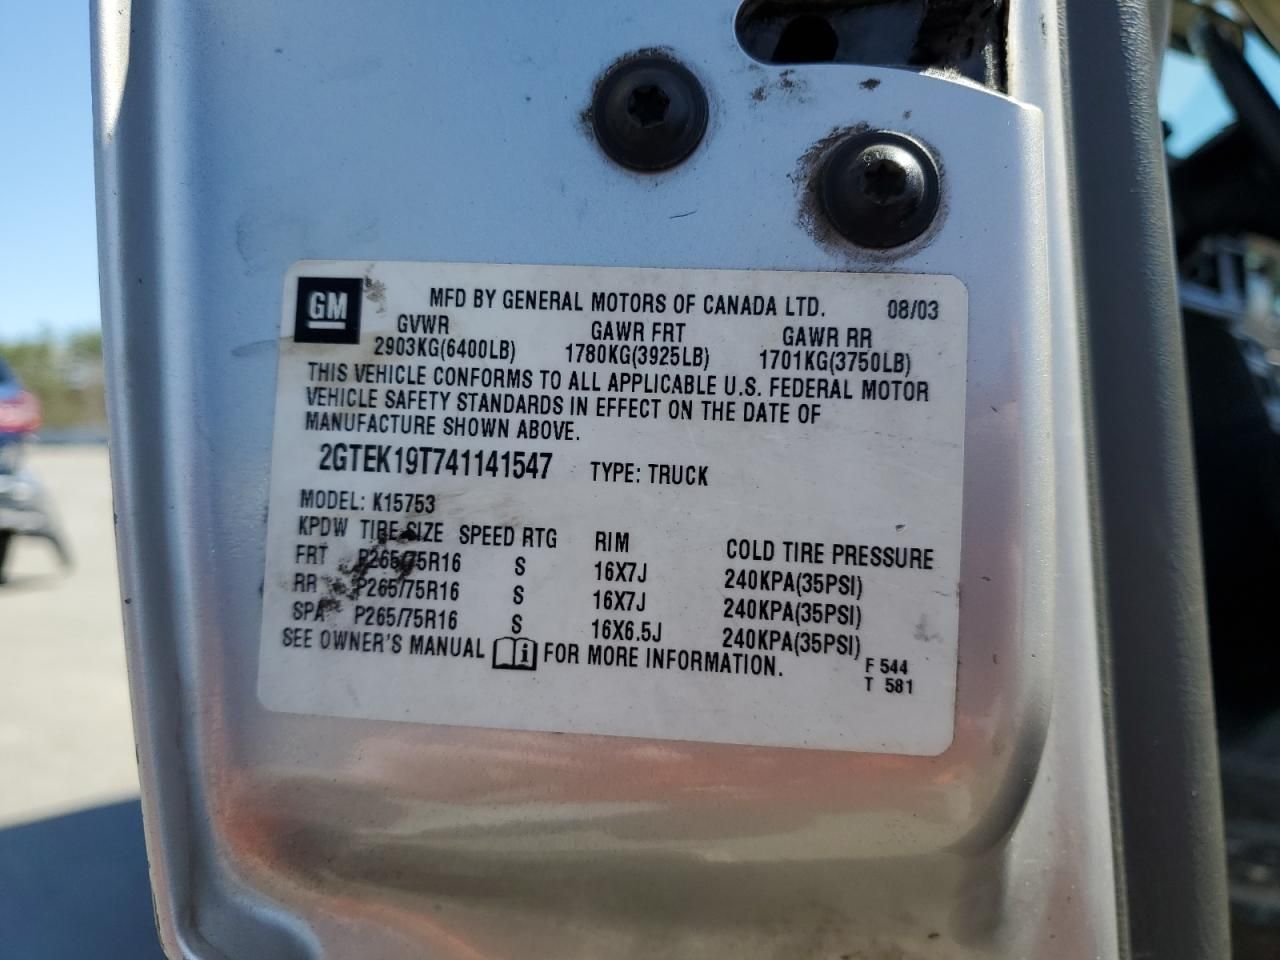 GM MFD BY GENERAL MOTORS OF CANADA LTD. 08/03
GVWR GAWR FRT GAWR RR
2903KG(6400LB) 1780KG(3925LB) 1701KG(3750LB)
THIS VEHICLE CONFORMS TO ALL APPLICABLE U.S. FEDERAL MOTOR
VEHICLE SAFETY STANDARDS IN EFFECT ON THE DATE OF
MANUFACTURE SHOWN ABOVE.
2GTEK19T741141547 TYPE: TRUCK
MODEL: K15753
KPDW TIRE SIZE SPEED RTG RIM COLD TIRE PRESSURE
FRT P265/75R16 S 16X7J 240KPA(35PSI)
RR P265/75R16 S 16X7J 240KPA(35PSI)
SPA P265/75R16 S 16X6.5J 240KPA(35PSI)
SEE OWNER'S MANUAL i FOR MORE INFORMATION.
F 544
T 581